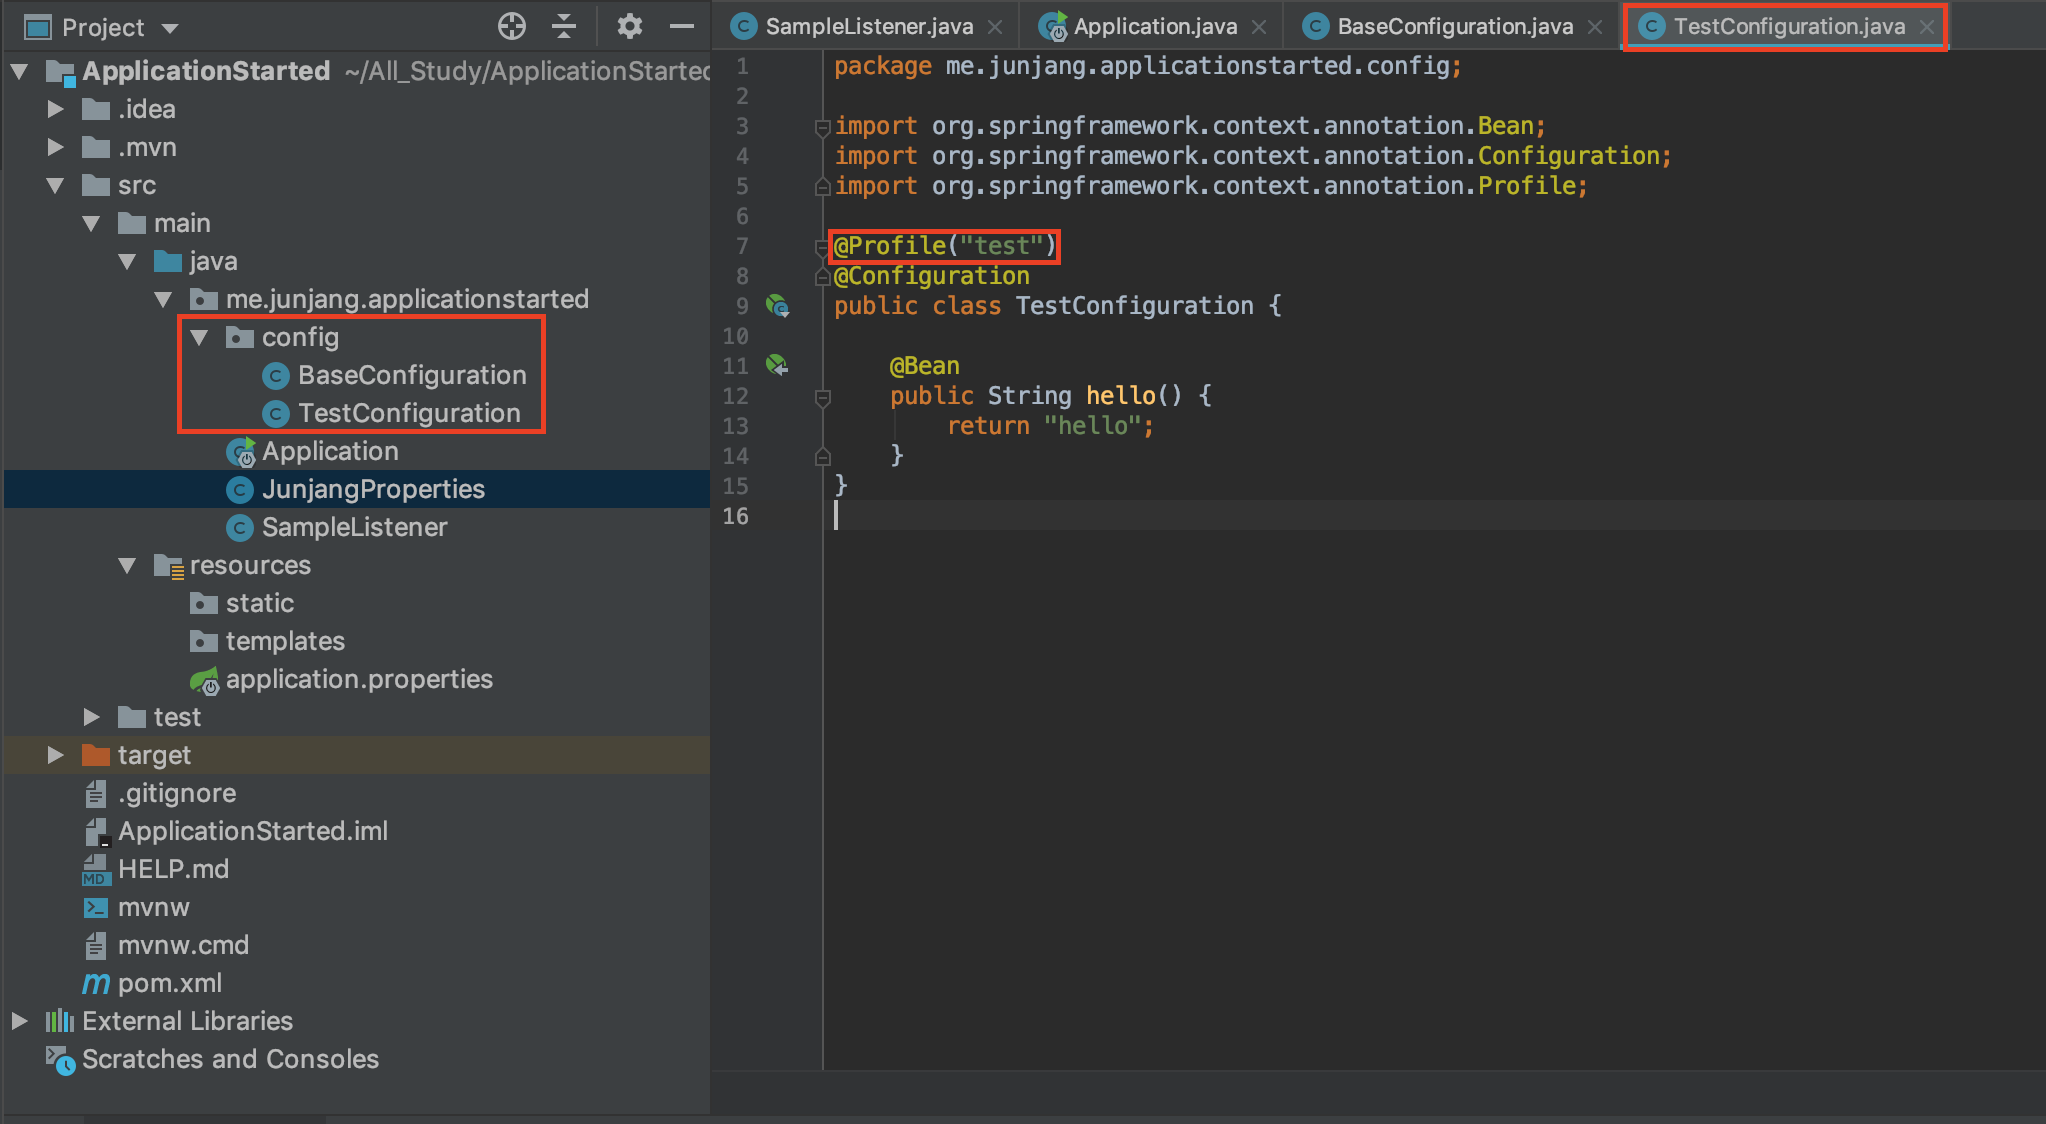 Project
ApplicationStarted ~/All_Study/ApplicationStarted
.idea
.mvn
src
main
java
me.junjang.applicationstarted
config
BaseConfiguration
TestConfiguration
Application
JunjangProperties
SampleListener
resources
static
templates
application.properties
test
target
.gitignore
ApplicationStarted.iml
HELP.md
mvnw
mvnw.cmd
pom.xml
External Libraries
Scratches and Consoles
SampleListener.java Application.java BaseConfiguration.java TestConfiguration.java
1 package me.junjang.applicationstarted.config;
2
3 import org.springframework.context.annotation.Bean;
4 import org.springframework.context.annotation.Configuration;
5 import org.springframework.context.annotation.Profile;
6
7 @Profile("test")
8 @Configuration
9 public class TestConfiguration {
10
11 @Bean
12 public String hello() {
13 return "hello";
14 }
15 }
16